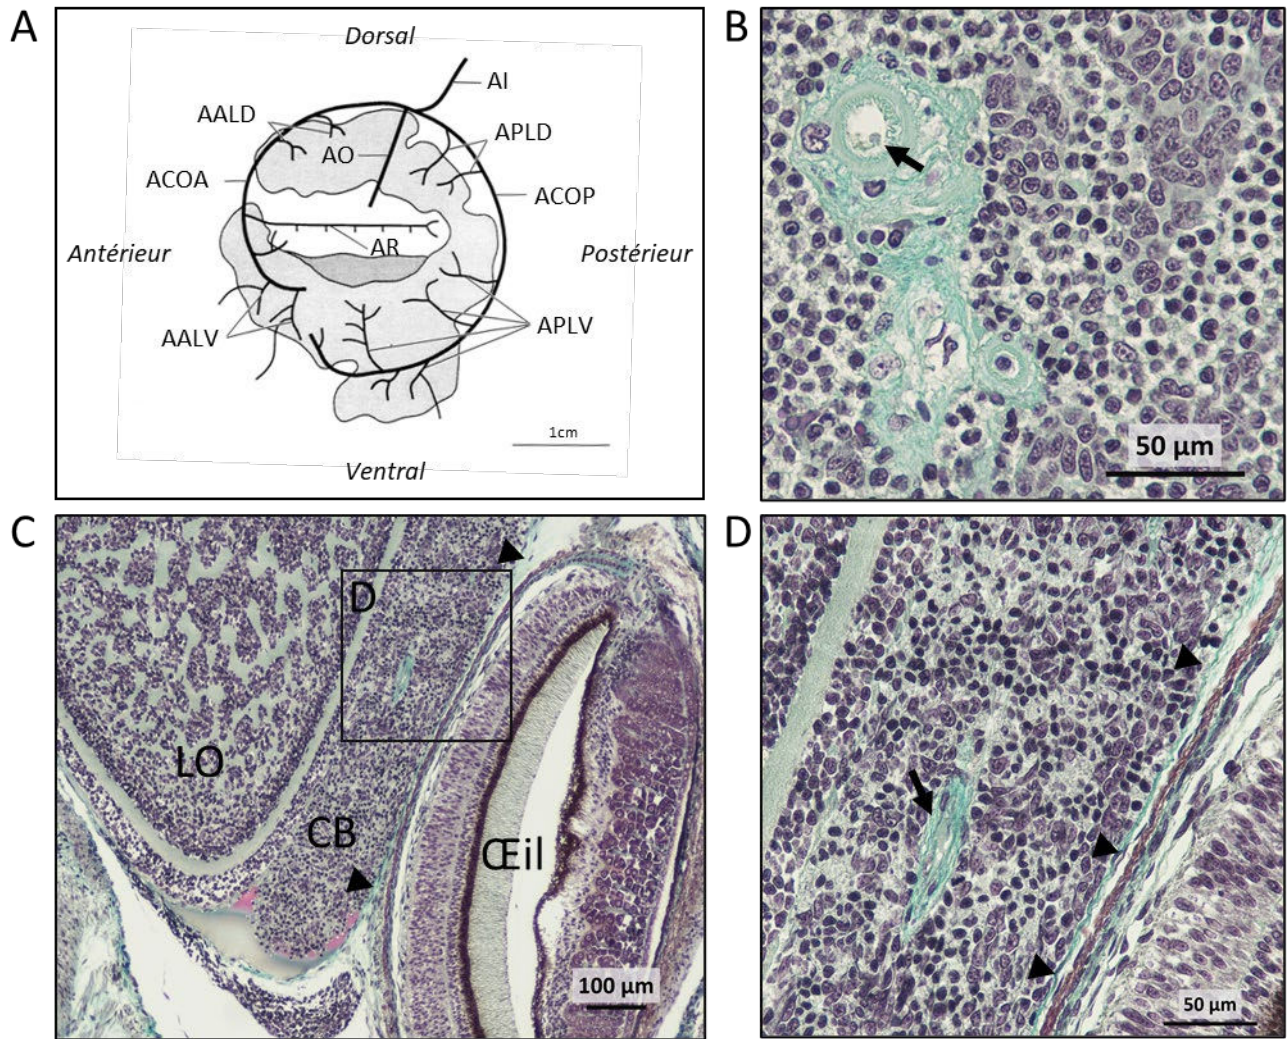 A
Dorsal
AI
AALD
APLD
AO
ACOA
ACOP
Antérieur
AR
Postérieur
AALV
APLV
1cm
Ventral
B
50 µm
C
D
LO
CB
Œil
100 µm
D
50 µm